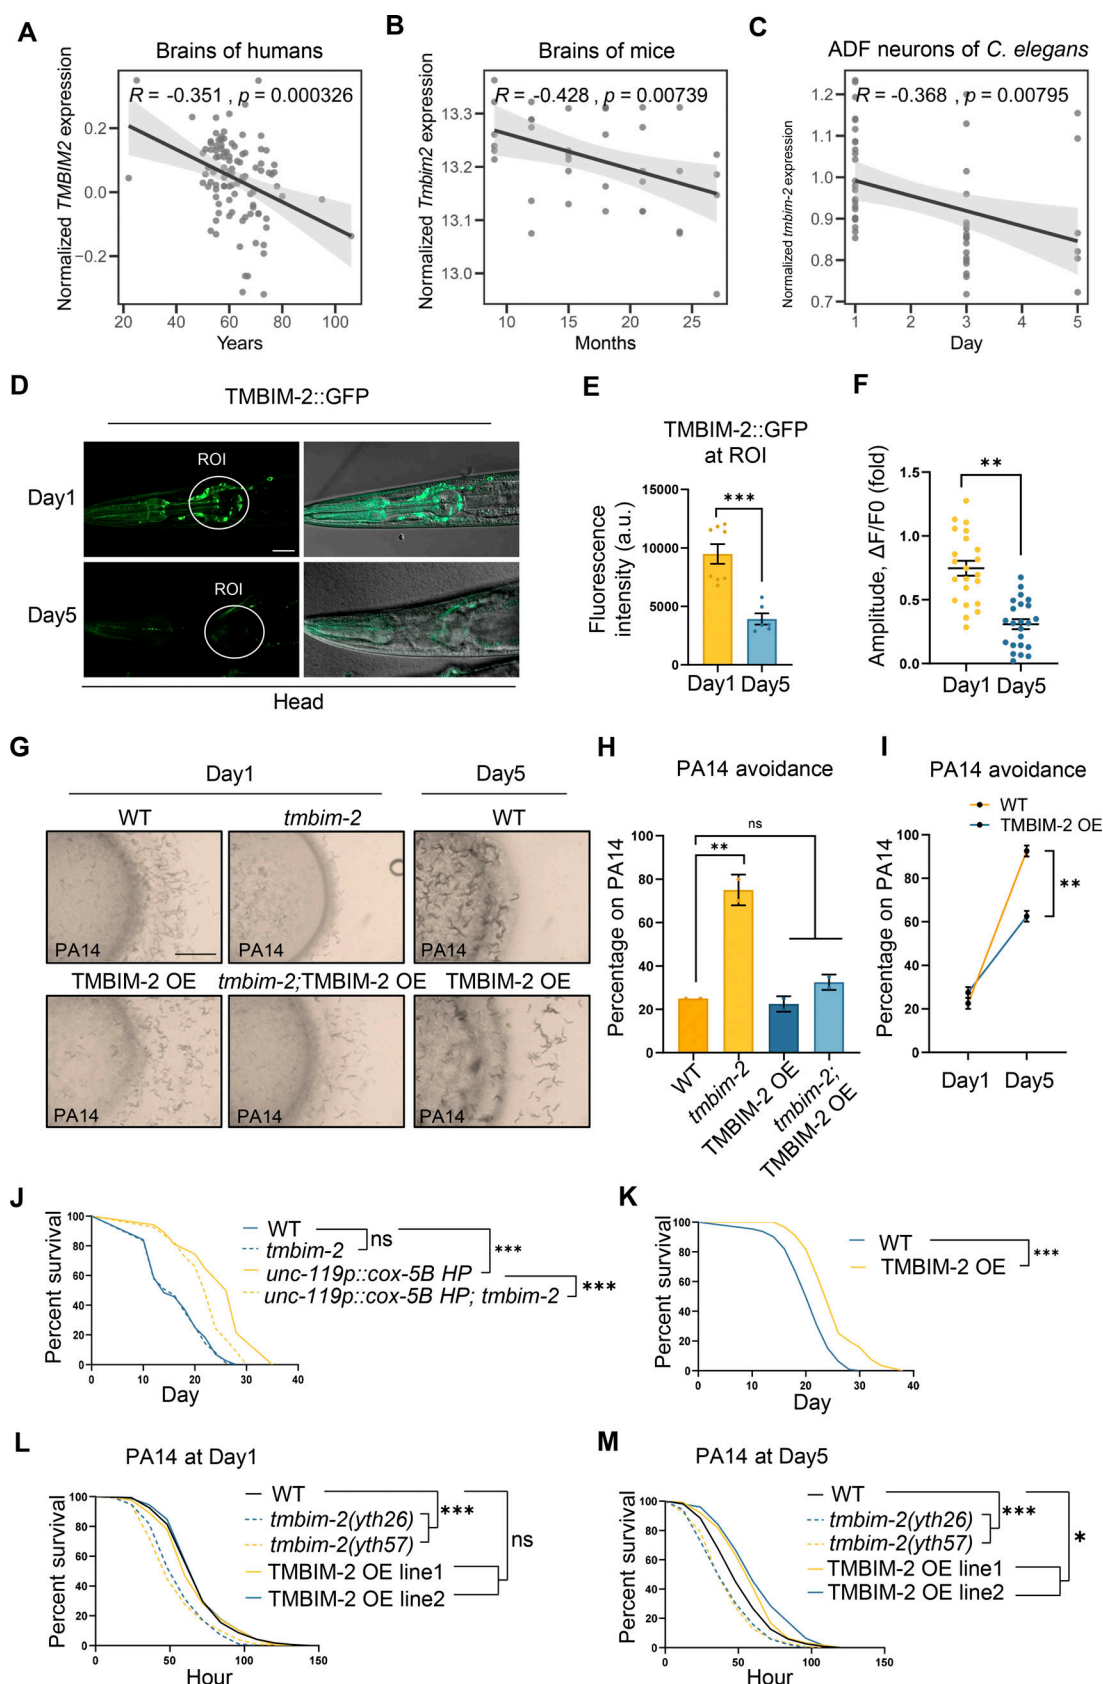 A
Brains of humans
R = -0.351 , p = 0.000326
Normalized TMBIM2 expression
0.2
0.0
−0.2
20 40 60 80 100
Years
B
Brains of mice
R = -0.428 , p = 0.00739
Normalized Tmbim2 expression
13.3
13.2
13.1
13.0
10 15 20 25
Months
C
ADF neurons of C. elegans
R = -0.368 , p = 0.00795
Normalized tmbim-2 expression
1.2
1.1
1.0
0.9
0.8
0.7
1 2 3 4 5
Day
D
TMBIM-2::GFP
Day1
ROI
Day5
ROI
Head
E
TMBIM-2::GFP
at ROI
Fluorescence
intensity (a.u.)
15000
10000
5000
0
***
Day1 Day5
F
Amplitude, ΔF/F0 (fold)
1.5
1.0
0.5
0.0
**
Day1 Day5
G
Day1 Day5
WT tmbim-2 WT
PA14 PA14 PA14
TMBIM-2 OE tmbim-2;TMBIM-2 OE TMBIM-2 OE
PA14 PA14 PA14
H
PA14 avoidance
Percentage on PA14
100
80
60
40
20
0
ns
**
WT
tmbim-2
TMBIM-2 OE
tmbim-2;
TMBIM-2 OE
I
PA14 avoidance
WT
TMBIM-2 OE
Percentage on PA14
100
80
60
40
20
0
**
Day1 Day5
J
Percent survival
100
80
60
40
20
0
0 10 20 30 40
Day
WT
tmbim-2
unc-119p::cox-5B HP
unc-119p::cox-5B HP; tmbim-2
ns
***
***
K
Percent survival
100
80
60
40
20
0
0 10 20 30 40
Day
WT
TMBIM-2 OE
***
L
PA14 at Day1
Percent survival
100
80
60
40
20
0
0 50 100 150
Hour
WT
tmbim-2(yth26)
tmbim-2(yth57)
TMBIM-2 OE line1
TMBIM-2 OE line2
***
ns
M
PA14 at Day5
Percent survival
100
80
60
40
20
0
0 50 100 150
Hour
WT
tmbim-2(yth26)
tmbim-2(yth57)
TMBIM-2 OE line1
TMBIM-2 OE line2
***
*